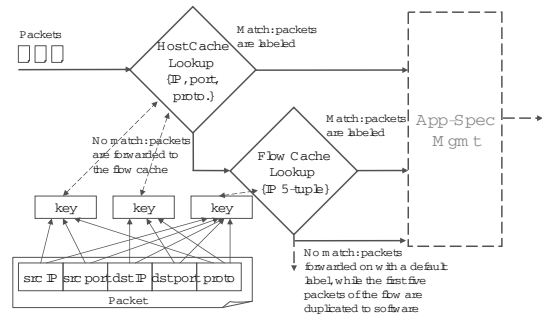 Packets
HostCache
Lookup
{IP, port,
proto.}
Match: packets
are labeled
No match: packets
are forwarded to
the flow cache
Flow Cache
Lookup
{IP 5-tuple}
Match: packets
are labeled
App-Spec
Mgmt
key
key
key
src IP
src port
dst IP
dst port
proto
Packet
No match: packets
forwarded on with a default
label, while the first five
packets of the flow are
duplicated to software